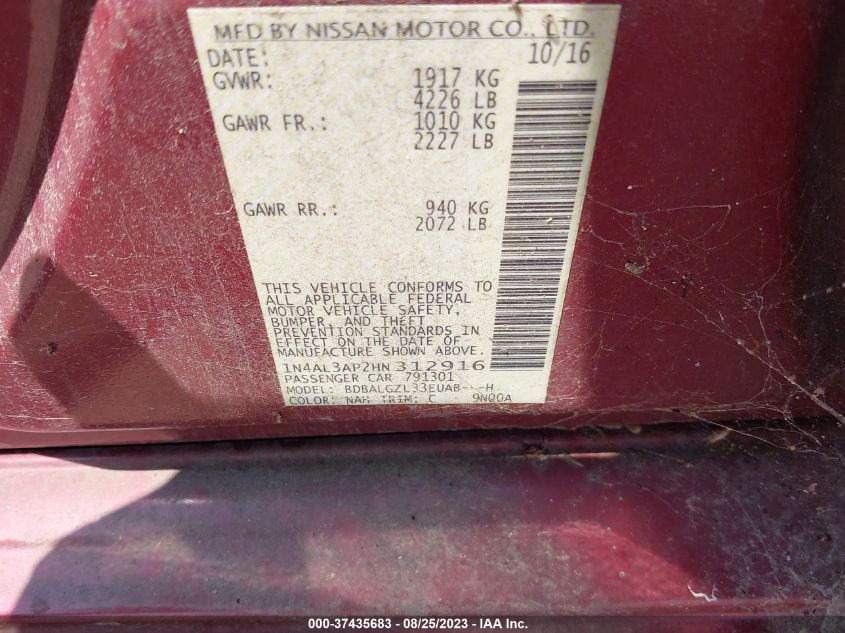 MFD BY NISSAN MOTOR CO., LTD.
DATE: 10/16
GVWR: 1917 KG
4226 LB
GAWR FR.: 1010 KG
2227 LB
GAWR RR.: 940 KG
2072 LB
THIS VEHICLE CONFORMS TO
ALL APPLICABLE FEDERAL
MOTOR VEHICLE SAFETY,
BUMPER, AND THEFT
PREVENTION STANDARDS IN
EFFECT ON THE DATE OF
MANUFACTURE SHOWN ABOVE.
1N4AL3AP2HN312916
PASSENGER CAR 791301
MODEL: BDBALGZL33EUAB--H
COLOR: NAH TRIM: C 9N00A
000-37435683 - 08/25/2023 - IAA Inc.